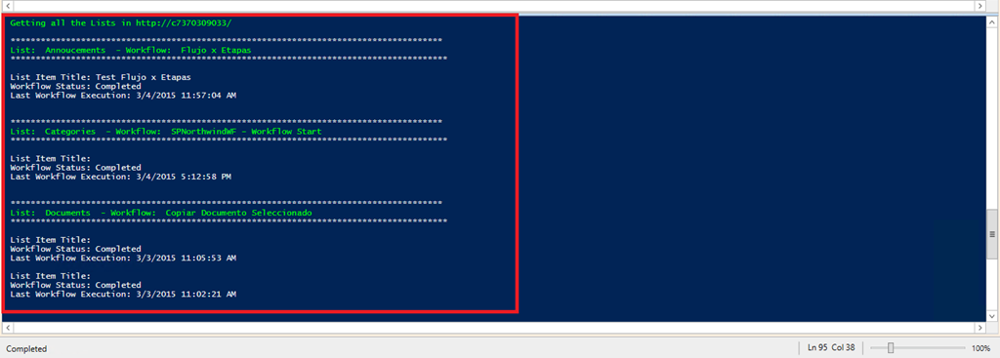 Getting all the Lists in http://c7370309033/
*************************************************************************************
List:  Annoucements  - Workflow:  Flujo x Etapas
**************************************************************************************
List Item Title: Test Flujo x Etapas
Workflow Status: Completed
Last Workflow Execution: 3/4/2015 11:57:04 AM
*************************************************************************************
List:  Categories  - Workflow:  SPNorthwindWF - Workflow Start
**************************************************************************************
List Item Title:
Workflow Status: Completed
Last Workflow Execution: 3/4/2015 5:12:58 PM
*************************************************************************************
List:  Documents  - Workflow:  Copiar Documento Seleccionado
**************************************************************************************
List Item Title:
Workflow Status: Completed
Last Workflow Execution: 3/3/2015 11:05:53 AM
List Item Title:
Workflow Status: Completed
Last Workflow Execution: 3/3/2015 11:02:21 AM
Completed Ln 95 Col 38 100%